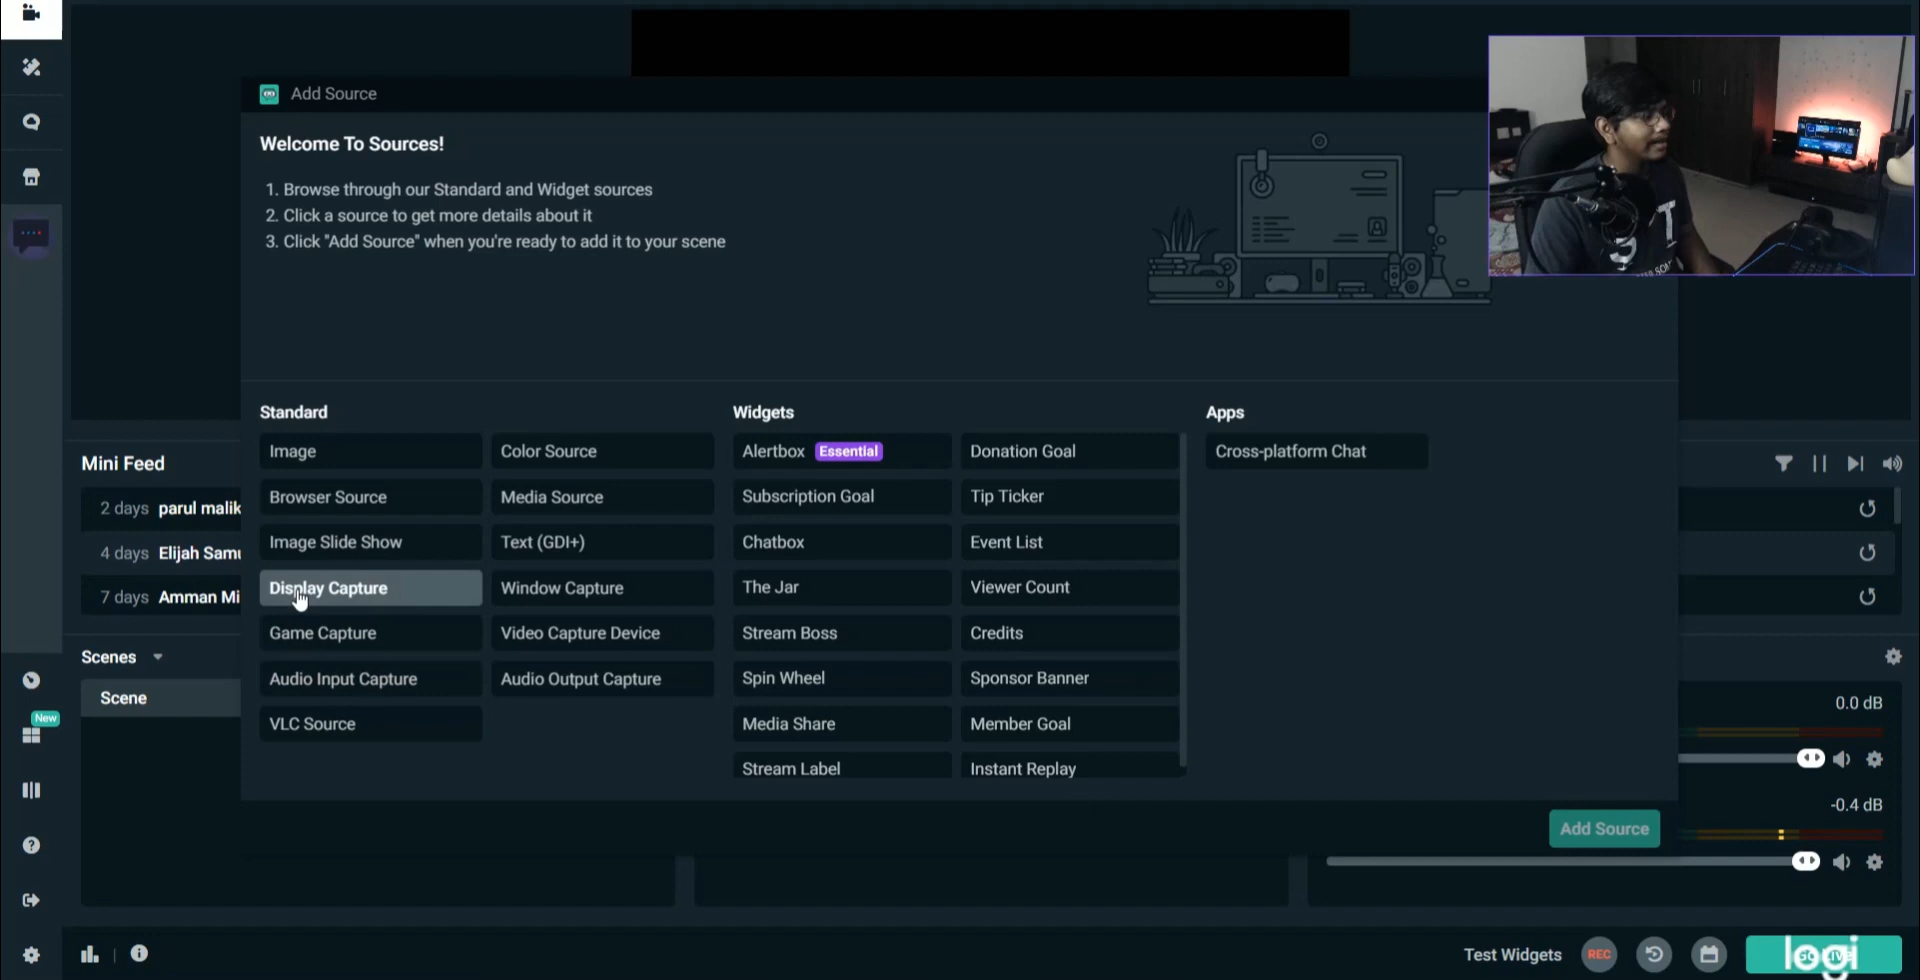 Add Source
Welcome To Sources!
1. Browse through our Standard and Widget sources
2. Click a source to get more details about it
3. Click "Add Source" when you're ready to add it to your scene
Standard
Widgets
Apps
Image
Color Source
Alertbox Essential
Donation Goal
Cross-platform Chat
Browser Source
Media Source
Subscription Goal
Tip Ticker
Image Slide Show
Text (GDI+)
Chatbox
Event List
Display Capture
Window Capture
The Jar
Viewer Count
Game Capture
Video Capture Device
Stream Boss
Credits
Audio Input Capture
Audio Output Capture
Spin Wheel
Sponsor Banner
VLC Source
Media Share
Member Goal
Stream Label
Instant Replay
Add Source
Mini Feed
2 days parul malik
4 days Elijah
7 days Amman
Scenes
Scene
New
0.0 dB
-0.4 dB
Test Widgets
REC
logi